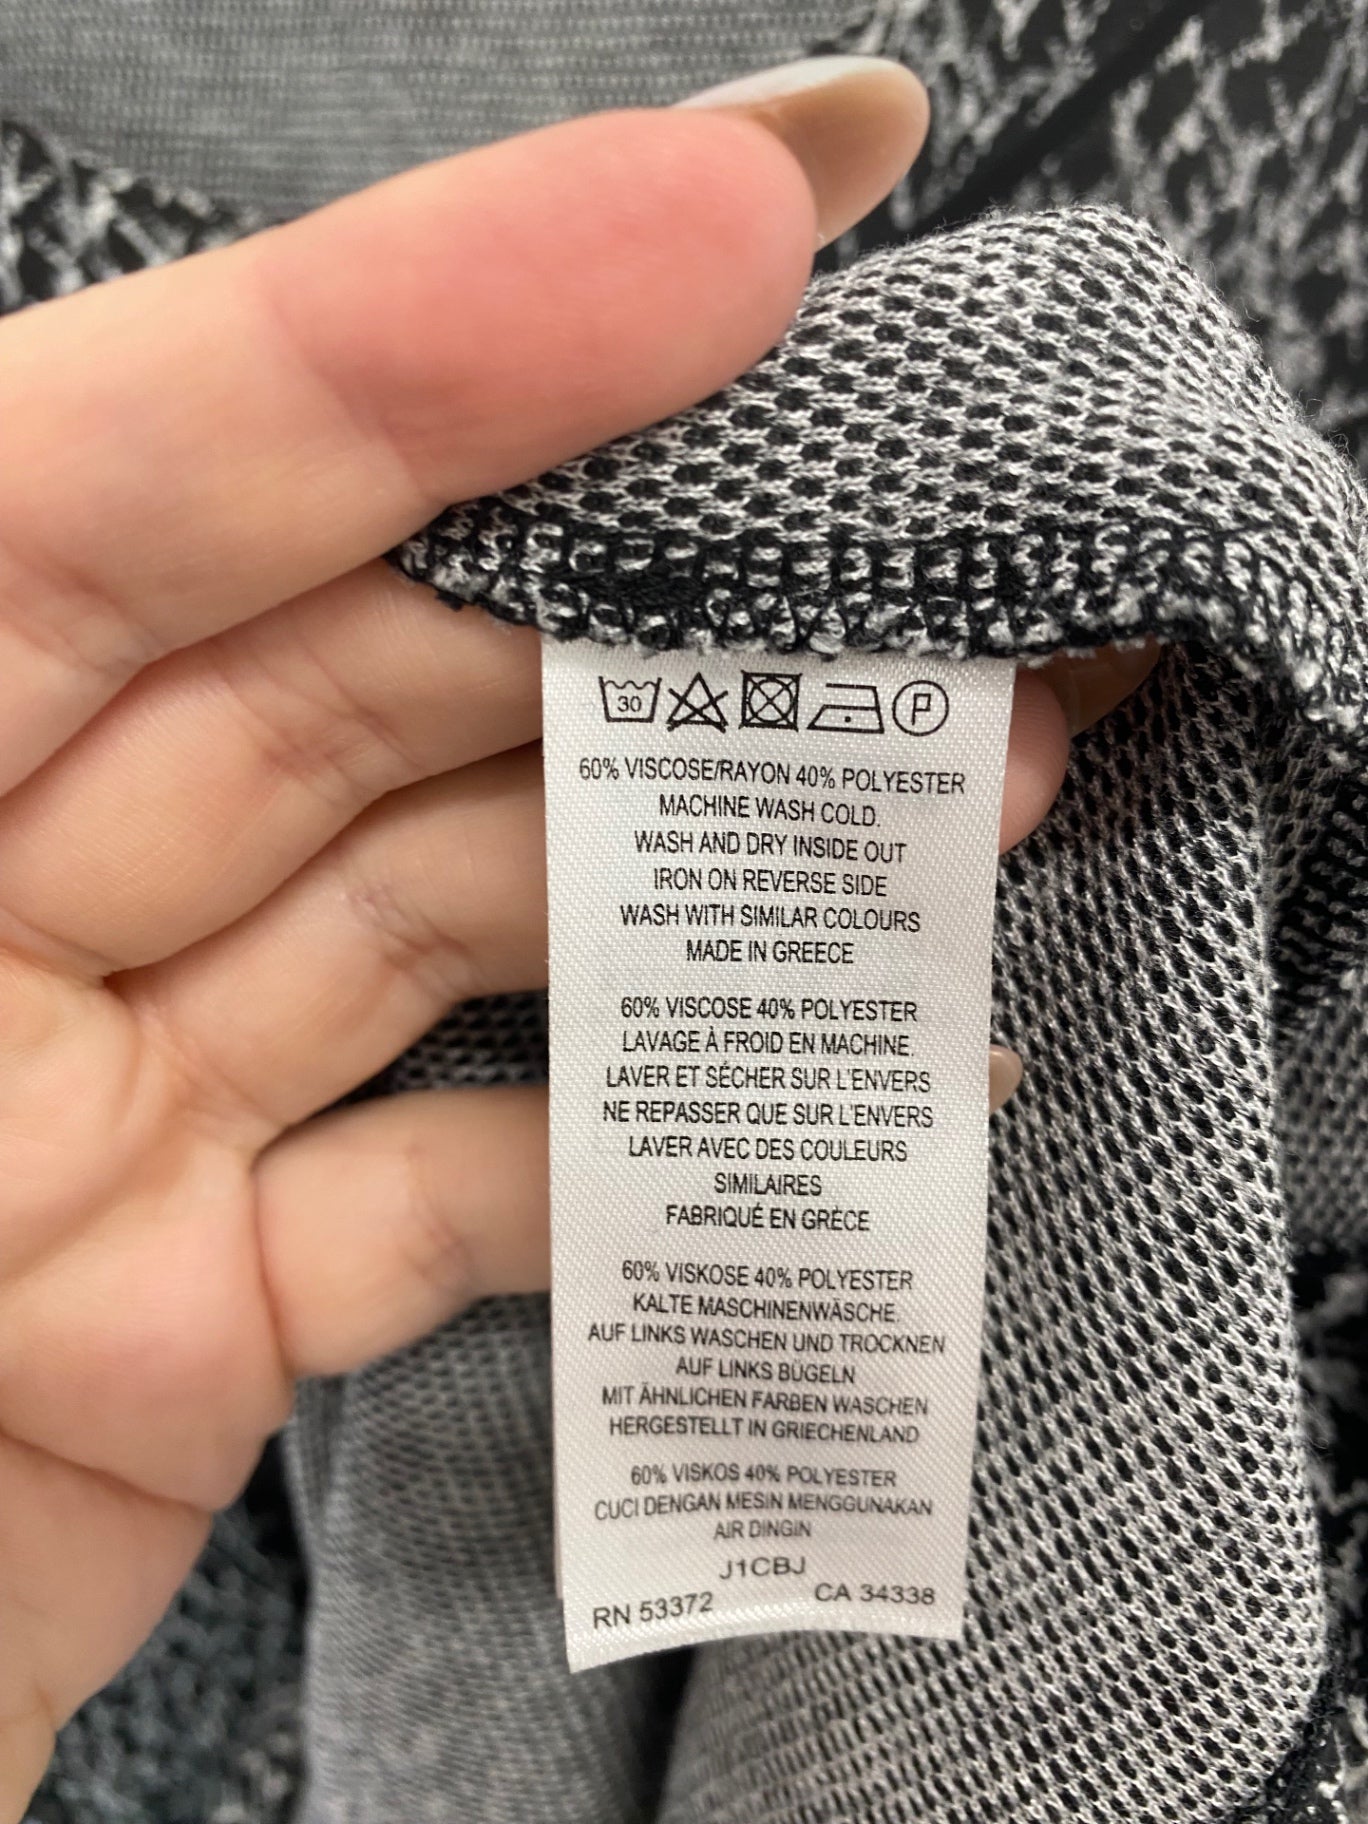 30 P
60% VISCOSE/RAYON 40% POLYESTER
MACHINE WASH COLD.
WASH AND DRY INSIDE OUT
IRON ON REVERSE SIDE
WASH WITH SIMILAR COLOURS
MADE IN GREECE
60% VISCOSE 40% POLYESTER
LAVAGE À FROID EN MACHINE.
LAVER ET SÉCHER SUR L'ENVERS
NE REPASSER QUE SUR L'ENVERS
LAVER AVEC DES COULEURS
SIMILAIRES
FABRIQUÉ EN GRÈCE
60% VISKOSE 40% POLYESTER
KALTE MASCHINENWÄSCHE.
AUF LINKS WASCHEN UND TROCKNEN
AUF LINKS BÜGELN
MIT ÄHNLICHEN FARBEN WASCHEN
HERGESTELLT IN GRIECHENLAND
60% VISKOS 40% POLYESTER
CUCI DENGAN MESIN MENGGUNAKAN
AIR DINGIN
J1CBJ
RN 53372 CA 34338